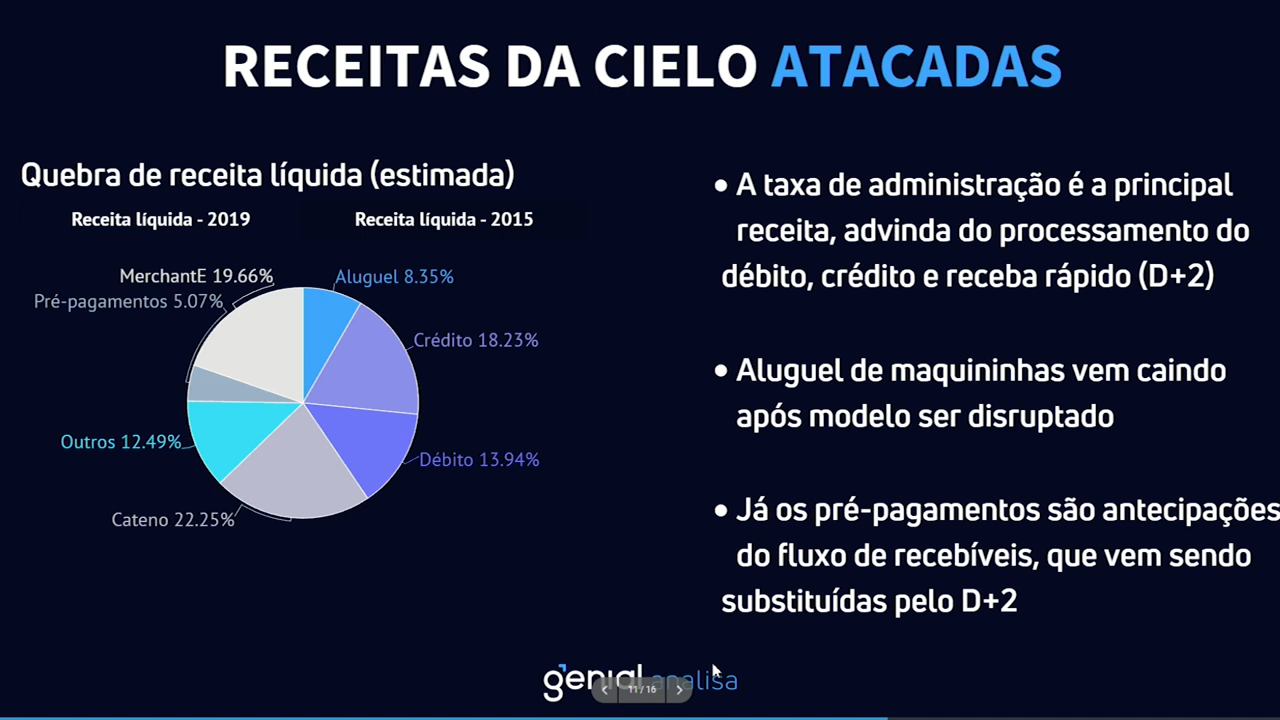 RECEITAS DA CIELO ATACADAS
Quebra de receita líquida (estimada)
Receita líquida - 2019
Receita líquida - 2015
MerchantE 19.66%
Aluguel 8.35%
Pré-pagamentos 5.07%
Crédito 18.23%
Outros 12.49%
Débito 13.94%
Cateno 22.25%
• A taxa de administração é a principal
receita, advinda do processamento do
débito, crédito e receba rápido (D+2)
• Aluguel de maquininhas vem caindo
após modelo ser disruptado
• Já os pré-pagamentos são antecipações
do fluxo de recebíveis, que vem sendo
substituídas pelo D+2
genial analisa
11 / 16